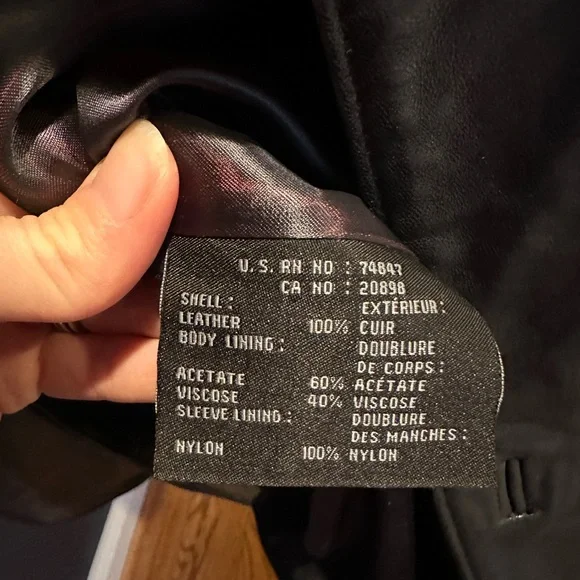 U.S. RN NO : 74847
CA NO : 20898
SHELL : EXTÉRIEUR :
LEATHER 100% CUIR
BODY LINING : DOUBLURE
DE CORPS :
ACETATE 60% ACÉTATE
VISCOSE 40% VISCOSE
SLEEVE LINING : DOUBLURE
DES MANCHES :
NYLON 100% NYLON